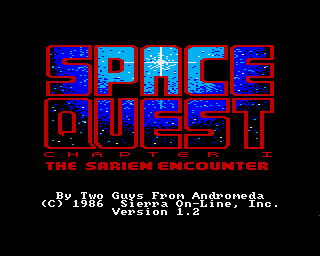 SPACE
QUEST
CHAPTER I
THE SARIEN ENCOUNTER
By Two Guys From Andromeda
(C) 1986  Sierra On-Line, Inc.
Version 1.2